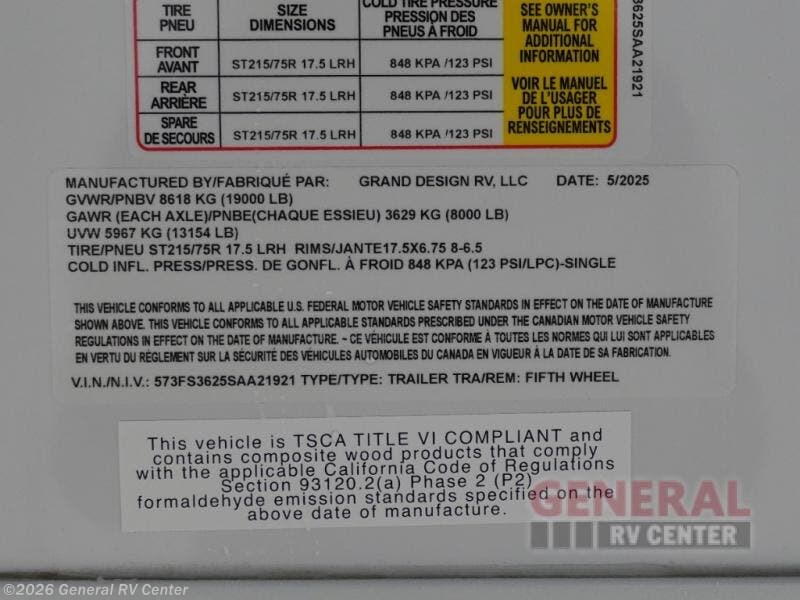 TIRE SIZE COLD TIRE PRESSURE SEE OWNER'S
PNEU DIMENSIONS PRESSION DES MANUAL FOR
PNEUS À FROID ADDITIONAL
INFORMATION
FRONT
AVANT ST215/75R 17.5 LRH 848 KPA /123 PSI
REAR
ARRIÈRE ST215/75R 17.5 LRH 848 KPA /123 PSI
SPARE
DE SECOURS ST215/75R 17.5 LRH 848 KPA /123 PSI
VOIR LE MANUEL
DE L'USAGER
POUR PLUS DE
RENSEIGNEMENTS
3625SAA21921
MANUFACTURED BY/FABRIQUÉ PAR: GRAND DESIGN RV, LLC DATE: 5/2025
GVWR/PNBV 8618 KG (19000 LB)
GAWR (EACH AXLE)/PNBE(CHAQUE ESSIEU) 3629 KG (8000 LB)
UVW 5967 KG (13154 LB)
TIRE/PNEU ST215/75R 17.5 LRH RIMS/JANTE17.5X6.75 8-6.5
COLD INFL. PRESS/PRESS. DE GONFL. À FROID 848 KPA (123 PSI/LPC)-SINGLE
THIS VEHICLE CONFORMS TO ALL APPLICABLE U.S. FEDERAL MOTOR VEHICLE SAFETY STANDARDS IN EFFECT ON THE DATE OF MANUFACTURE
SHOWN ABOVE. THIS VEHICLE CONFORMS TO ALL APPLICABLE STANDARDS PRESCRIBED UNDER THE CANADIAN MOTOR VEHICLE SAFETY
REGULATIONS IN EFFECT ON THE DATE OF MANUFACTURE. ~ CE VÉHICULE EST CONFORME À TOUTES LES NORMES QUI LUI SONT APPLICABLES
EN VERTU DU RÈGLEMENT SUR LA SÉCURITÉ DES VÉHICULES AUTOMOBILES DU CANADA EN VIGUEUR À LA DATE DE SA FABRICATION.
V.I.N./N.I.V.: 573FS3625SAA21921 TYPE/TYPE: TRAILER TRA/REM: FIFTH WHEEL
This vehicle is TSCA TITLE VI COMPLIANT and
contains composite wood products that comply
with the applicable California Code of Regulations
Section 93120.2(a) Phase 2 (P2)
formaldehyde emission standards specified on the
above date of manufacture.
GENERAL
RV CENTER
©2026 General RV Center